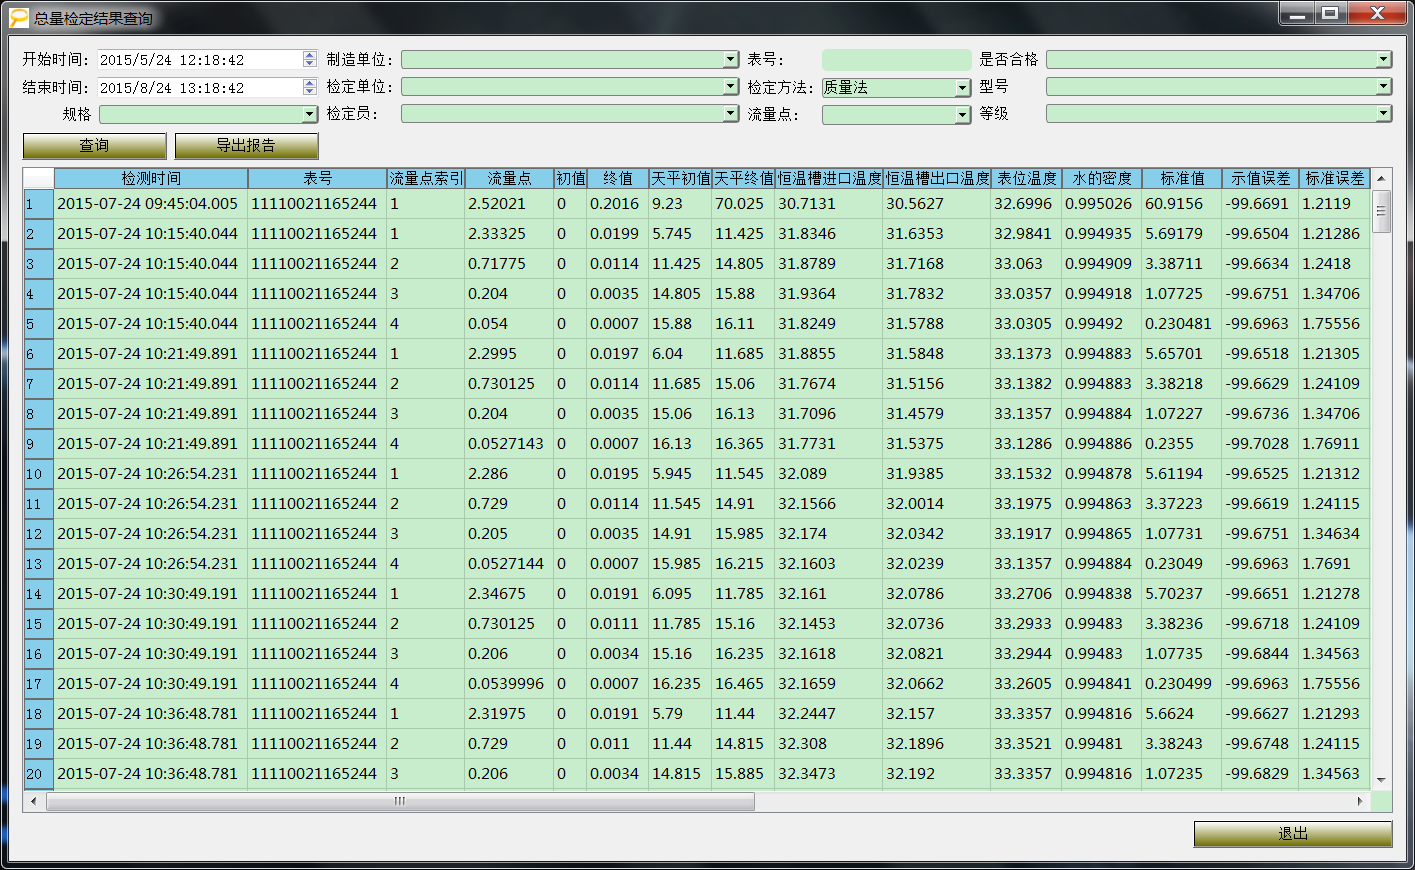 总量检定结果查询
开始时间: 2015/5/24 12:18:42 制造单位: 表号: 是否合格
结束时间: 2015/8/24 13:18:42 检定单位: 检定方法: 质量法 型号
规格 检定员: 流量点: 等级
查询 导出报告
检测时间 表号 流量点索引 流量点 初值 终值 天平初值 天平终值 恒温槽进口温度 恒温槽出口温度 表位温度 水的密度 标准值 示值误差 标准误差
1 2015-07-24 09:45:04.005 11110021165244 1 2.52021 0 0.2016 9.23 70.025 30.7131 30.5627 32.6996 0.995026 60.9156 -99.6691 1.2119
2 2015-07-24 10:15:40.044 11110021165244 1 2.33325 0 0.0199 5.745 11.425 31.8346 31.6353 32.9841 0.994935 5.69179 -99.6504 1.21286
3 2015-07-24 10:15:40.044 11110021165244 2 0.71775 0 0.0114 11.425 14.805 31.8789 31.7168 33.063 0.994909 3.38711 -99.6634 1.2418
4 2015-07-24 10:15:40.044 11110021165244 3 0.204 0 0.0035 14.805 15.88 31.9364 31.7832 33.0357 0.994918 1.07725 -99.6751 1.34706
5 2015-07-24 10:15:40.044 11110021165244 4 0.054 0 0.0007 15.88 16.11 31.8249 31.5788 33.0305 0.99492 0.230481 -99.6963 1.75556
6 2015-07-24 10:21:49.891 11110021165244 1 2.2995 0 0.0197 6.04 11.685 31.8855 31.5848 33.1373 0.994883 5.65701 -99.6518 1.21305
7 2015-07-24 10:21:49.891 11110021165244 2 0.730125 0 0.0114 11.685 15.06 31.7674 31.5156 33.1382 0.994883 3.38218 -99.6629 1.24109
8 2015-07-24 10:21:49.891 11110021165244 3 0.204 0 0.0035 15.06 16.13 31.7096 31.4579 33.1357 0.994884 1.07227 -99.6736 1.34706
9 2015-07-24 10:21:49.891 11110021165244 4 0.0527143 0 0.0007 16.13 16.365 31.7731 31.5375 33.1286 0.994886 0.2355 -99.7028 1.76911
10 2015-07-24 10:26:54.231 11110021165244 1 2.286 0 0.0195 5.945 11.545 32.089 31.9385 33.1532 0.994878 5.61194 -99.6525 1.21312
11 2015-07-24 10:26:54.231 11110021165244 2 0.729 0 0.0114 11.545 14.91 32.1566 32.0014 33.1975 0.994863 3.37223 -99.6619 1.24115
12 2015-07-24 10:26:54.231 11110021165244 3 0.205 0 0.0035 14.91 15.985 32.174 32.0342 33.1917 0.994865 1.07731 -99.6751 1.34634
13 2015-07-24 10:26:54.231 11110021165244 4 0.0527144 0 0.0007 15.985 16.215 32.1603 32.0239 33.1357 0.994884 0.23049 -99.6963 1.7691
14 2015-07-24 10:30:49.191 11110021165244 1 2.34675 0 0.0191 6.095 11.785 32.161 32.0786 33.2706 0.994838 5.70237 -99.6651 1.21278
15 2015-07-24 10:30:49.191 11110021165244 2 0.730125 0 0.0111 11.785 15.16 32.1453 32.0736 33.2933 0.99483 3.38236 -99.6718 1.24109
16 2015-07-24 10:30:49.191 11110021165244 3 0.206 0 0.0034 15.16 16.235 32.1618 32.0821 33.2944 0.99483 1.07735 -99.6844 1.34563
17 2015-07-24 10:30:49.191 11110021165244 4 0.0539996 0 0.0007 16.235 16.465 32.1659 32.0662 33.2605 0.994841 0.230499 -99.6963 1.75556
18 2015-07-24 10:36:48.781 11110021165244 1 2.31975 0 0.0191 5.79 11.44 32.2447 32.157 33.3357 0.994816 5.6624 -99.6627 1.21293
19 2015-07-24 10:36:48.781 11110021165244 2 0.729 0 0.011 11.44 14.815 32.308 32.1896 33.3521 0.99481 3.38243 -99.6748 1.24115
20 2015-07-24 10:36:48.781 11110021165244 3 0.206 0 0.0034 14.815 15.885 32.3473 32.192 33.3357 0.994816 1.07235 -99.6829 1.34563
退出